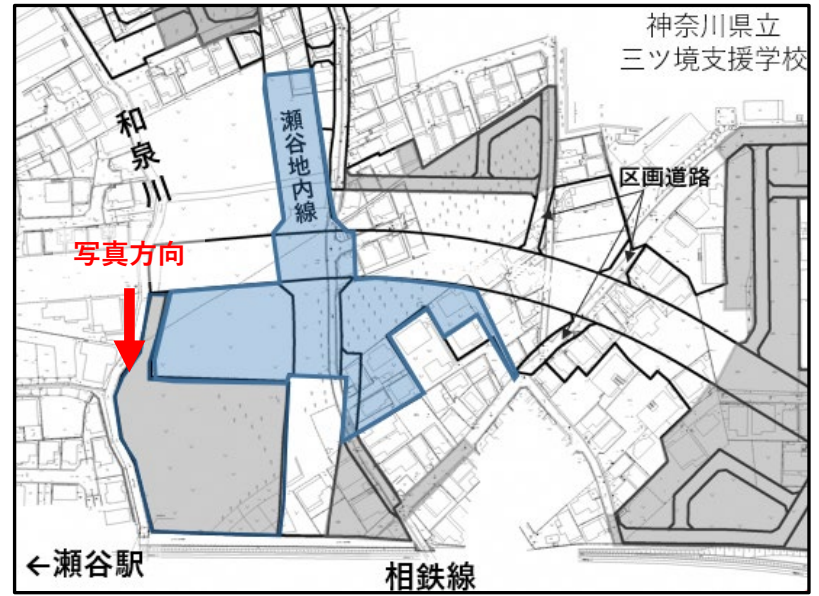 神奈川県立
三ツ境支援学校
和泉川
瀬谷地内線
区画道路
写真方向
←瀬谷駅
相鉄線